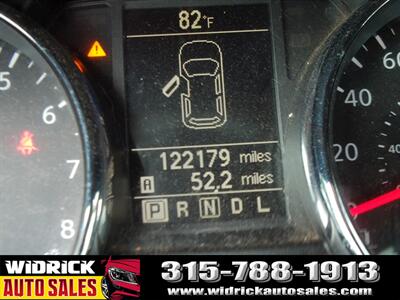 82°F
5
6
7
8
60
20
40
0
122179 miles
A 52,2 miles
P R N D L
WIDRICK
AUTO SALES
315-788-1913
www.widrickautosales.com